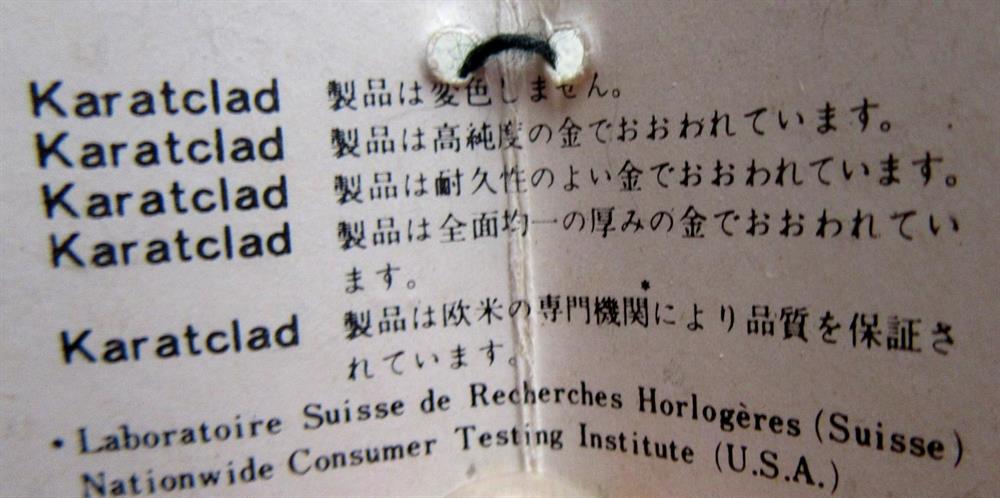 Karatclad 製品は変色しません。
Karatclad 製品は高純度の金でおおわれています。
Karatclad 製品は耐久性のよい金でおおわれています。
Karatclad 製品は全面均一の厚みの金でおおわれてい
ます。
Karatclad 製品は欧米の専門機関*により品質を保証さ
れています。
• Laboratoire Suisse de Recherches Horlogères (Suisse)
Nationwide Consumer Testing Institute (U.S.A.)